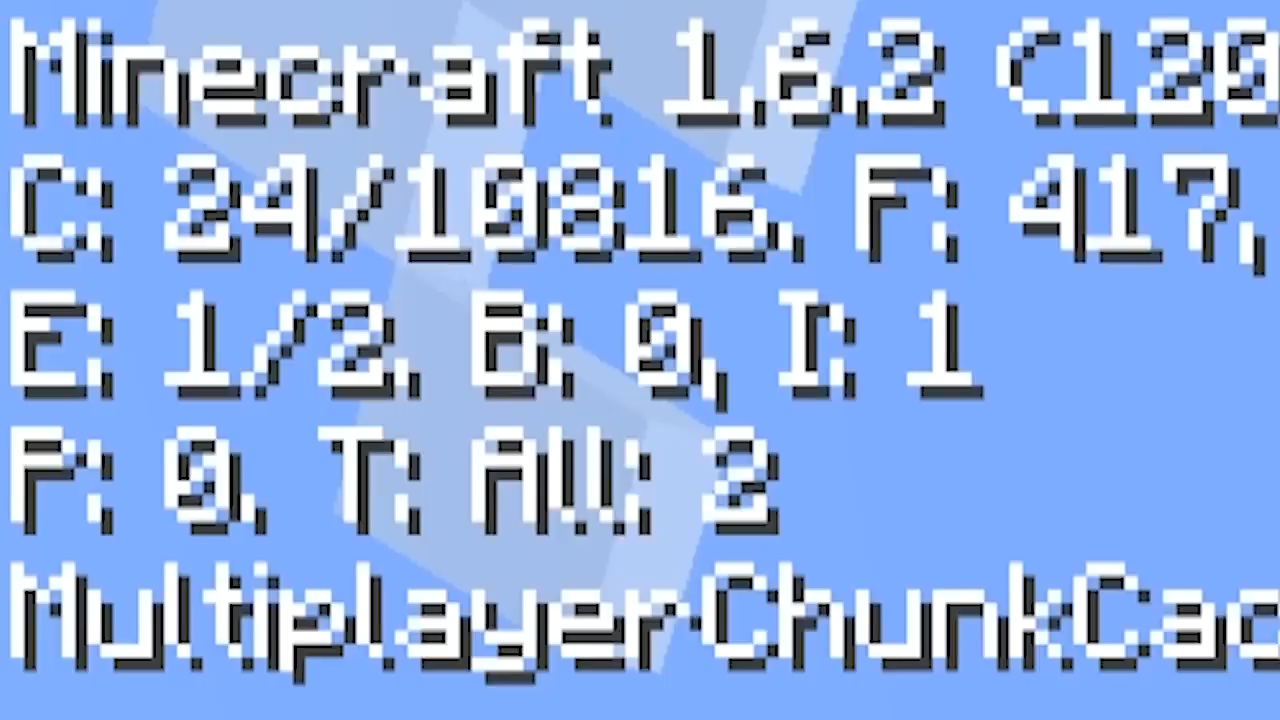 Minecraft 1.6.2 (120
C: 24/10816. F: 417,
E: 1/2. B: 0, I: 1
P: 0. T: All: 2
MultiplayerChunkCac